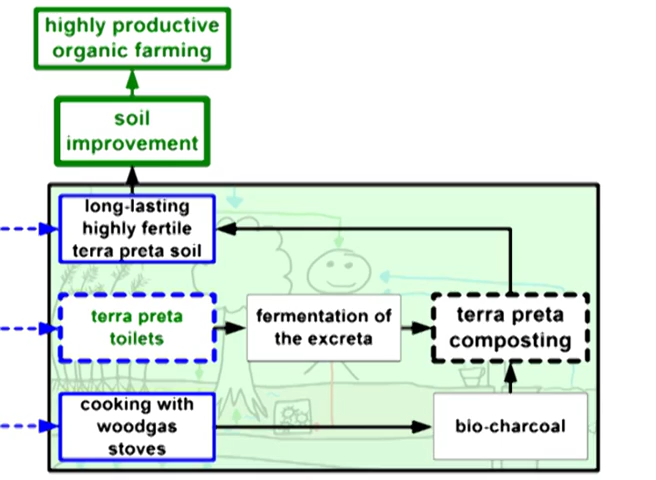 highly productive
organic farming
soil
improvement
long-lasting
highly fertile
terra preta soil
terra preta
toilets
fermentation of
the excreta
terra preta
composting
cooking with
woodgas
stoves
bio-charcoal